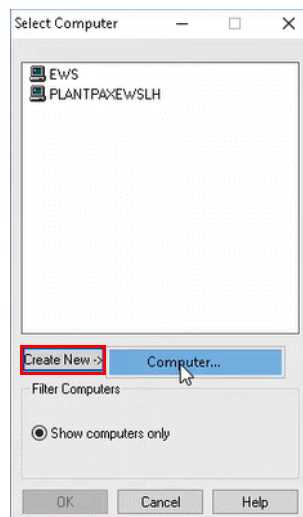 Select Computer
EWS
PLANTPAXEWSLH
Create New -> Computer...
Filter Computers
Show computers only
OK Cancel Help